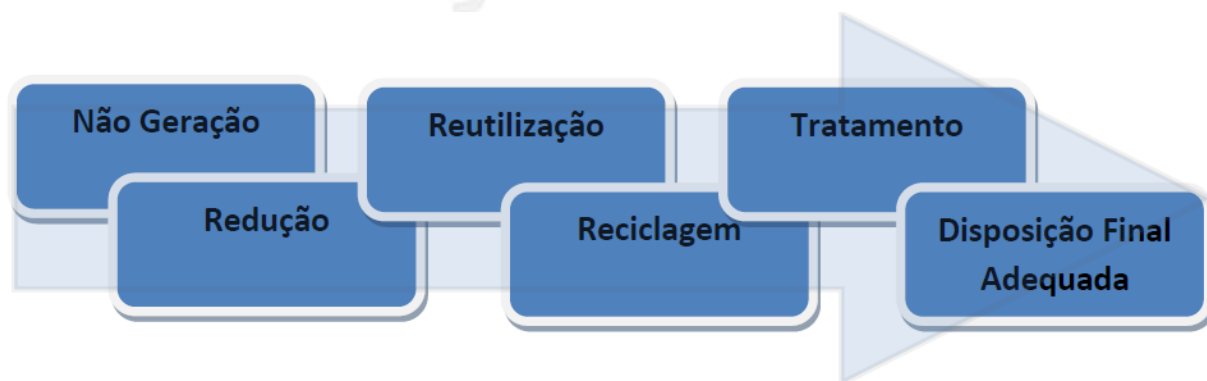 Não Geração
Redução
Reutilização
Reciclagem
Tratamento
Disposição Final
Adequada